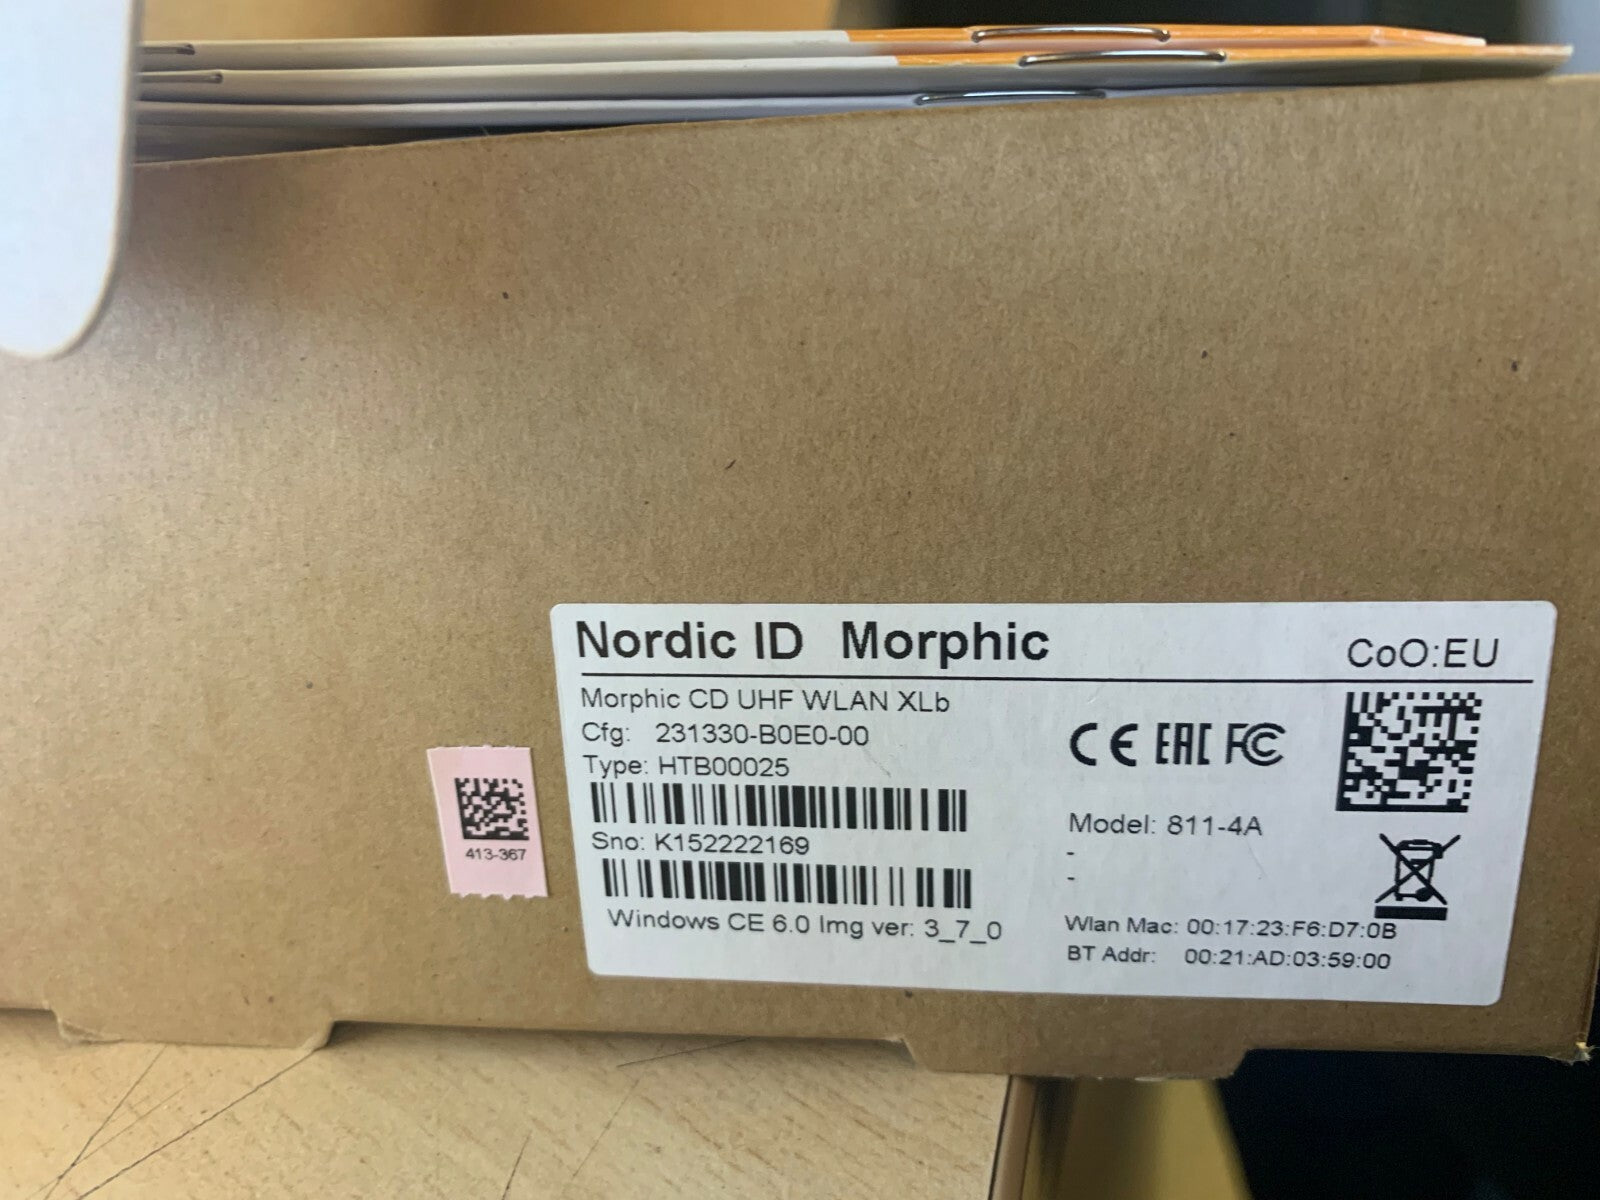 Nordic ID Morphic
CoO:EU
Morphic CD UHF WLAN XLb
Cfg: 231330-B0E0-00
Type: HTB00025
Sno: K152222169
Windows CE 6.0 Img ver: 3_7_0
CE EAC FC
Model: 811-4A
-
-
Wlan Mac: 00:17:23:F6:D7:0B
BT Addr: 00:21:AD:03:59:00
413-367